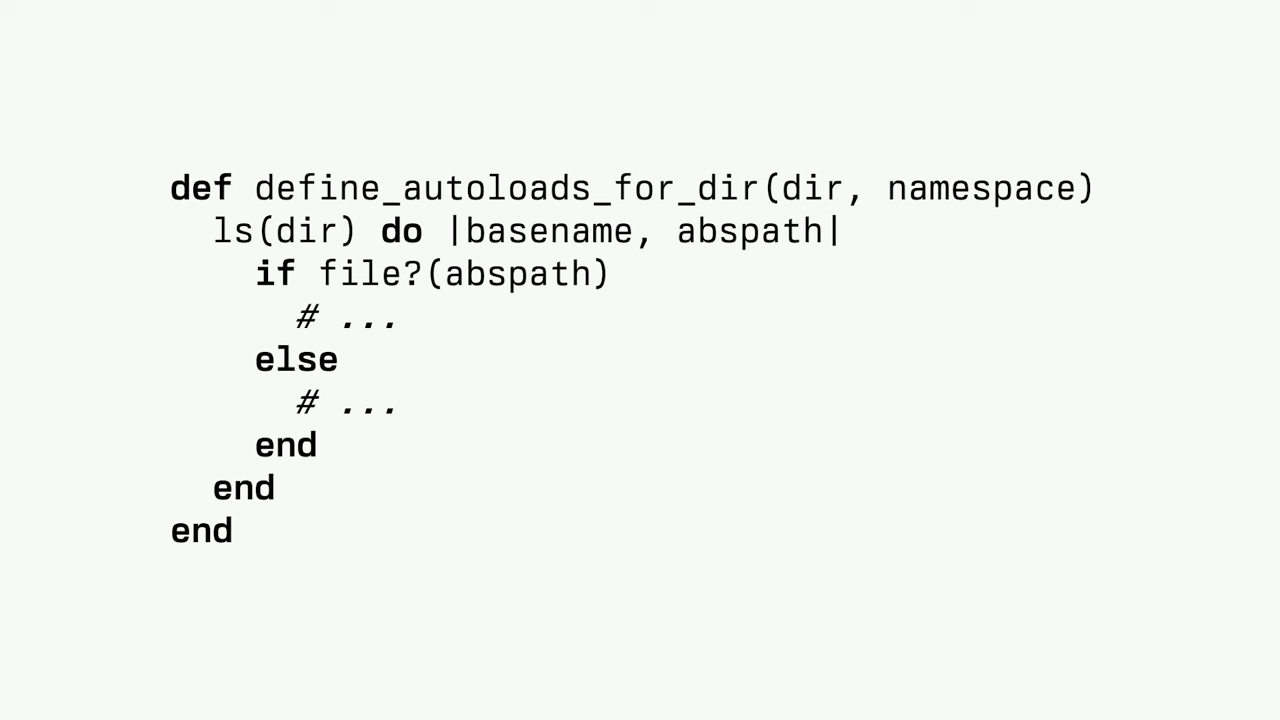 def define_autoloads_for_dir(dir, namespace)
  ls(dir) do |basename, abspath|
    if file?(abspath)
      # ...
    else
      # ...
    end
  end
end